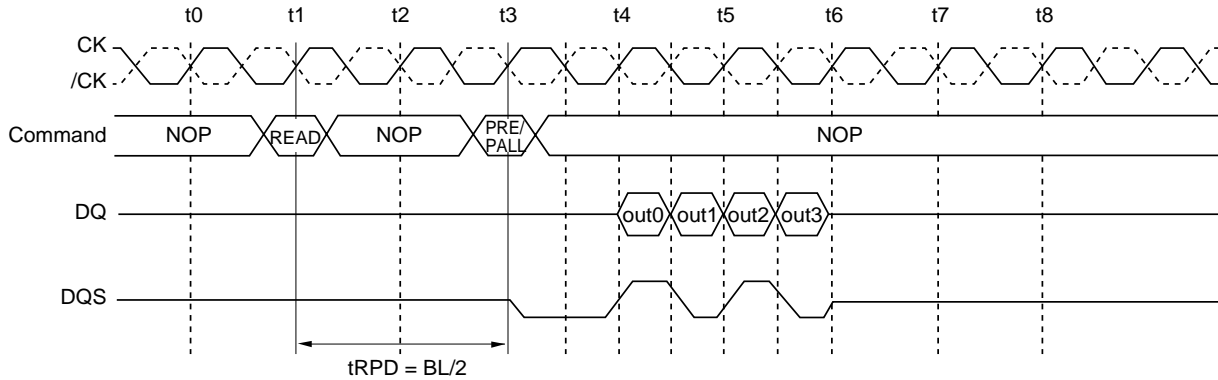 t0 t1 t2 t3 t4 t5 t6 t7 t8
CK
/CK
Command NOP READ NOP PRE/ PALL NOP
DQ out0 out1 out2 out3
DQS
tRPD = BL/2